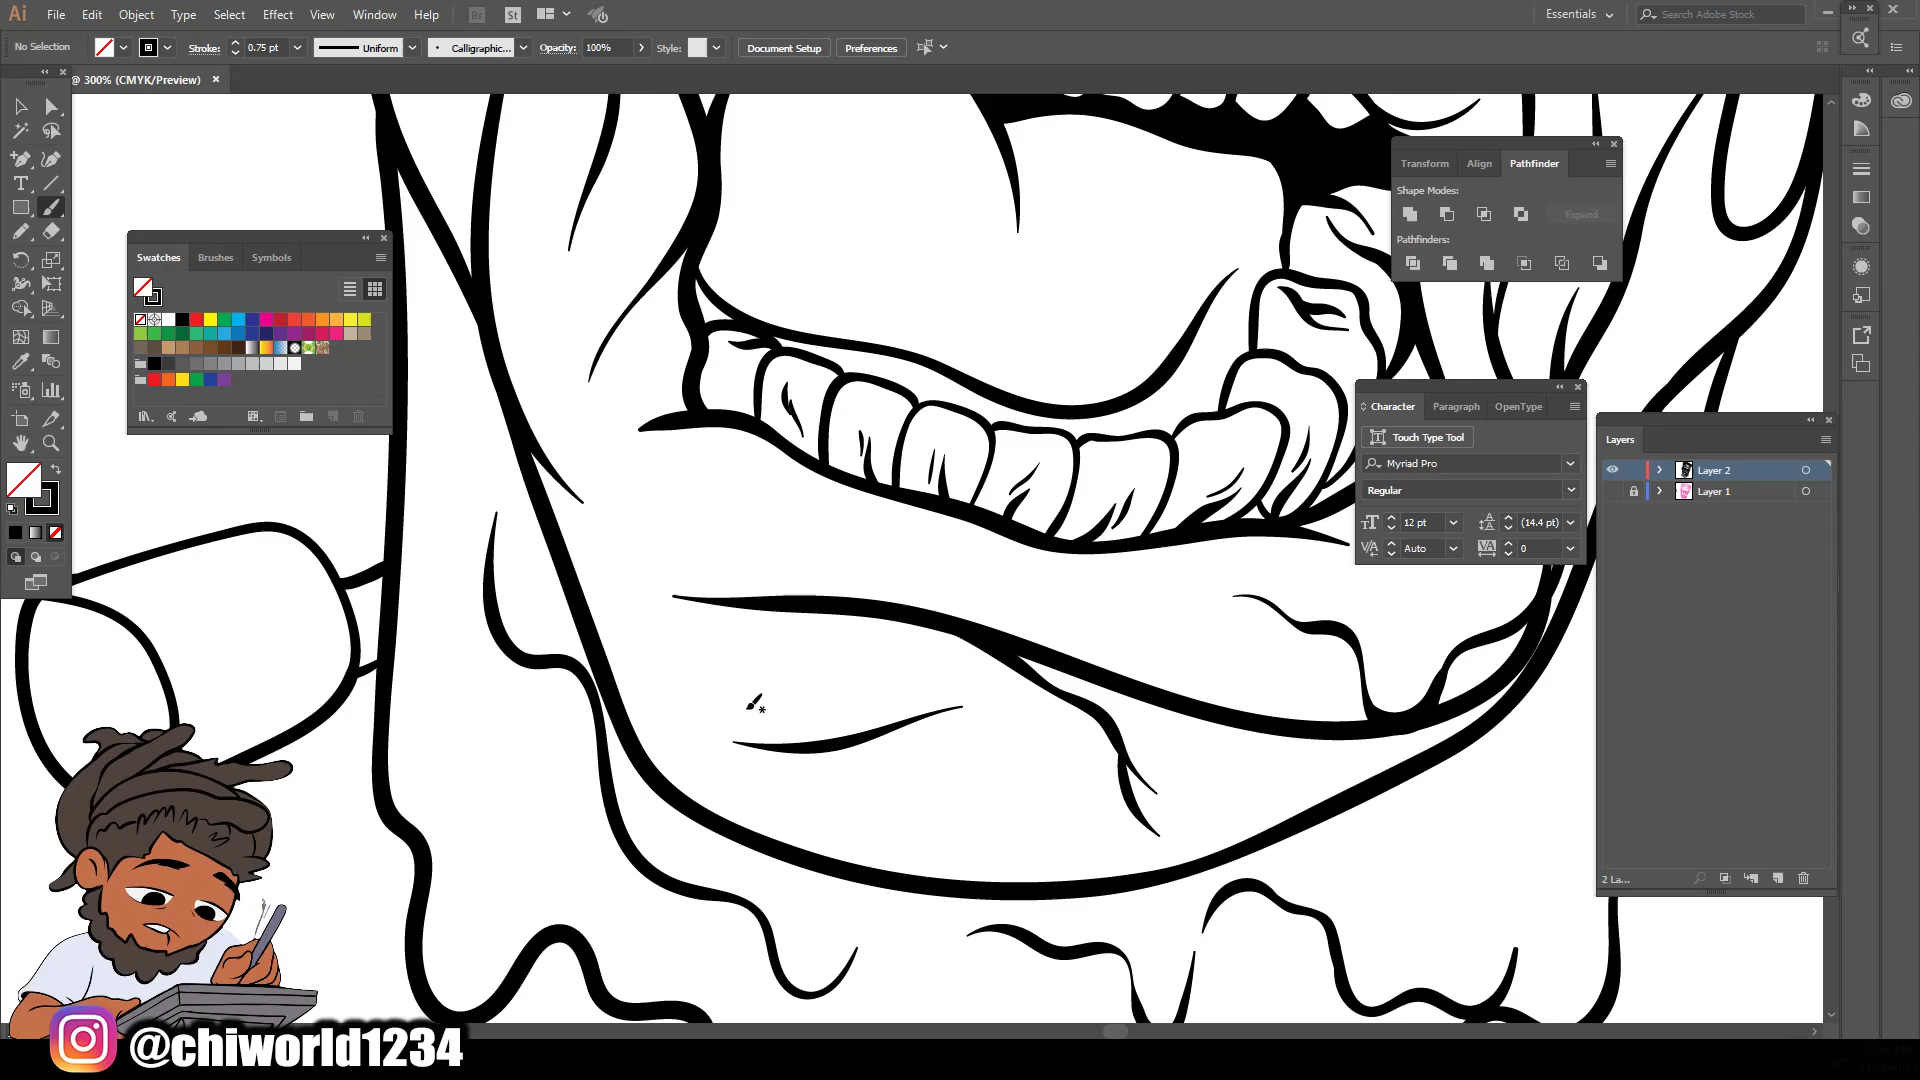 Ai File Edit Object Type Select Effect View Window Help Br St Essentials Search Adobe Stock
No Selection Stroke: 0.75 pt Uniform Calligraphic... Opacity: 100% Style: Document Setup Preferences
@ 300% (CMYK/Preview)
Transform Align Pathfinder
Shape Modes:
Expand
Pathfinders:
Swatches Brushes Symbols
Character Paragraph OpenType
Touch Type Tool
Myriad Pro
Regular
12 pt (14.4 pt)
Auto 0
Layers
Layer 2
Layer 1
2 La...
@chiworld1234